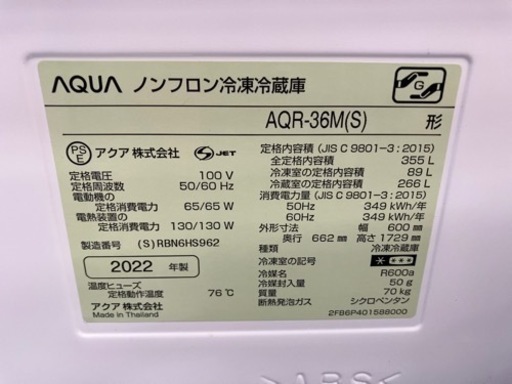 AQUA ノンフロン冷凍冷蔵庫
G
AQR-36M(S) 形
PS E アクア 株式会社 S JET
定格電圧 100 V
定格周波数 50/60 Hz
電動機の定格消費電力 65/65 W
電熱装置の定格消費電力 130/130 W
製造番号 (S)RBN6HS962
2022 年製
温度ヒューズ
定格動作温度 76℃
アクア 株式会社
Made in Thailand
定格内容積 (JIS C 9801-3 : 2015)
全定格内容積 355 L
冷凍室の定格内容積 89 L
冷蔵室の定格内容積 266 L
消費電力量 (JIS C 9801-3 : 2015)
50Hz 349 kWh/年
60Hz 349 kWh/年
外形寸法 幅 600 mm
奥行 662 mm 高さ 1729 mm
種類 冷凍冷蔵庫
冷凍室の記号
冷媒名 R600a
冷媒封入量 50 g
質量 70 kg
断熱発泡ガス シクロペンタン
2FB6P401588000
>ABS<